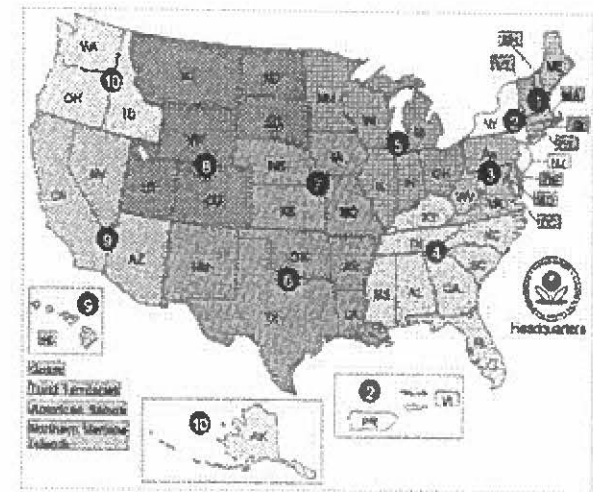 WA
10
OR
ID
MT
ND
MN
SD
WY
8
UT
CO
NE
IA
7
KS
MO
WI
MI
5
IL
IN
OH
NY
2
1
ME
MA
NJ
PA
3
WV
VA
KY
TN
4
NC
SC
MS
AL
GA
FL
CA
NV
9
AZ
NM
OK
6
AR
TX
LA
Headquarters
9
HI
Guam
Trust Territories
American Samoa
Northern Mariana
Islands
10
AK
2
VI
PR